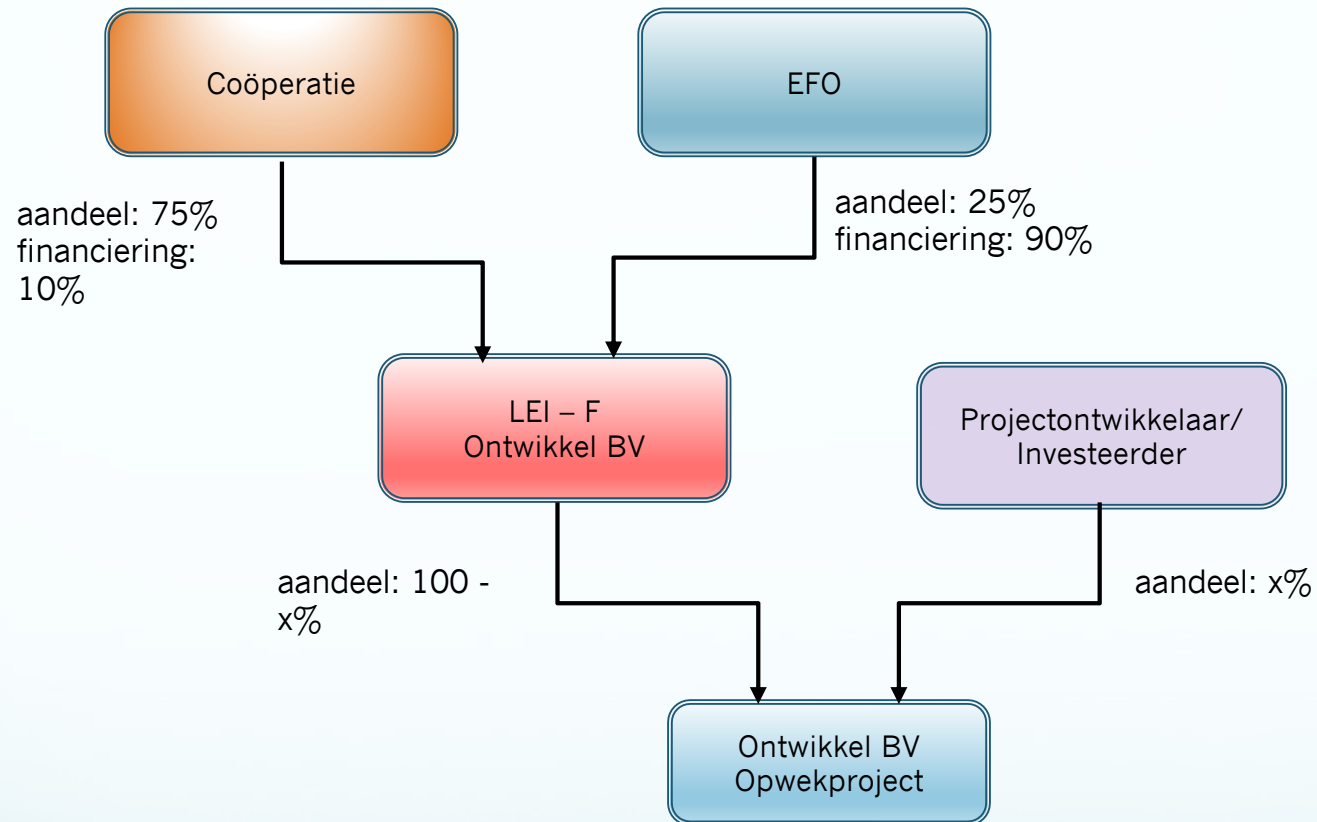 Coöperatie
EFO
aandeel: 75%
financiering:
10%
aandeel: 25%
financiering: 90%
LEI – F
Ontwikkel BV
Projectontwikkelaar/
Investeerder
aandeel: 100 -
x%
aandeel: x%
Ontwikkel BV
Opwekproject